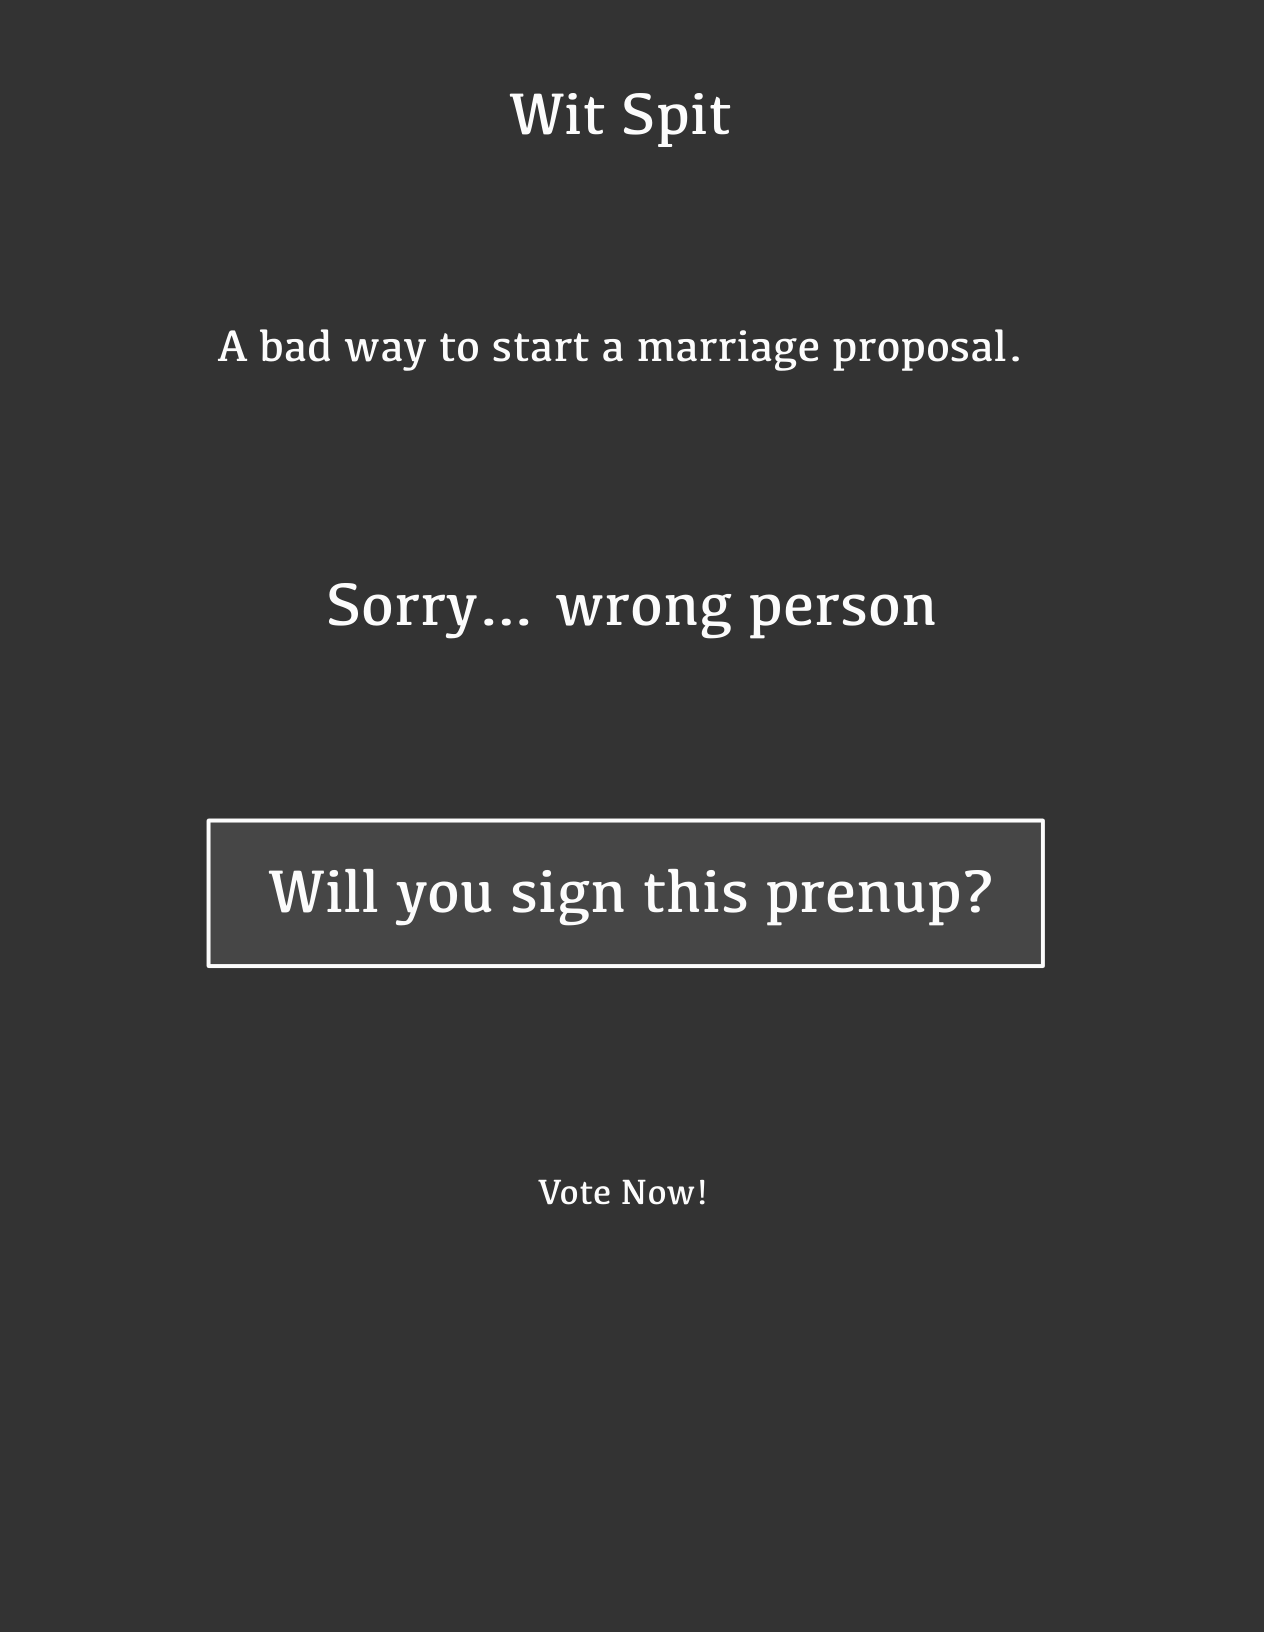 Wit Spit
A bad way to start a marriage proposal.
Sorry... wrong person
Will you sign this prenup?
Vote Now!